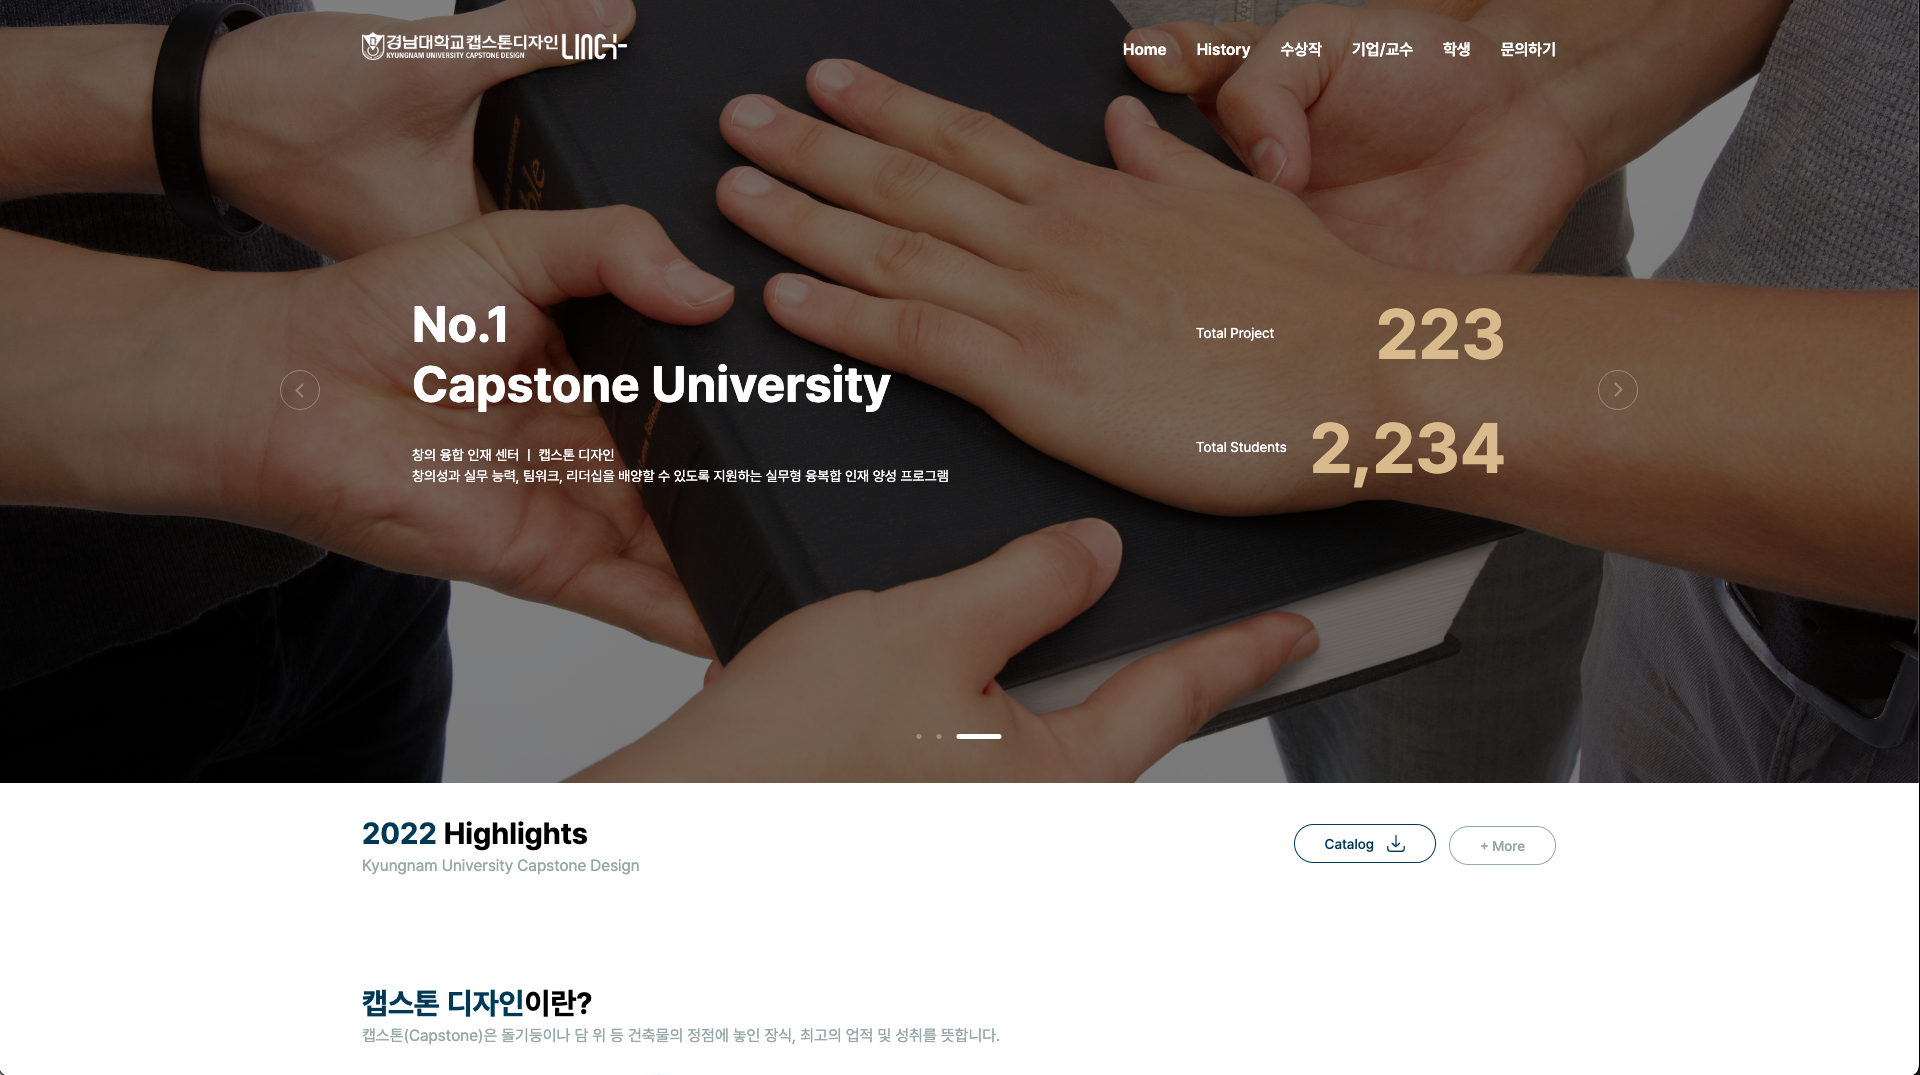 경남대학교캡스톤디자인 LINC+
KYUNGNAM UNIVERSITY CAPSTONE DESIGN
Home History 수상작 기업/교수 학생 문의하기
No.1
Capstone University
창의 융합 인재 센터 | 캡스톤 디자인
창의성과 실무 능력, 팀워크, 리더십을 배양할 수 있도록 지원하는 실무형 융복합 인재 양성 프로그램
Total Project 223
Total Students 2,234
2022 Highlights
Kyungnam University Capstone Design
Catalog
+ More
캡스톤 디자인이란?
캡스톤(Capstone)은 돌기둥이나 담 위 등 건축물의 정점에 놓인 장식, 최고의 업적 및 성취를 뜻합니다.